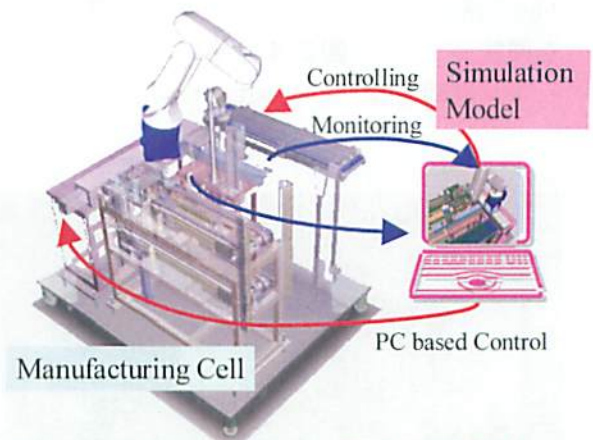 Controlling
Simulation
Model
Monitoring
PC based Control
Manufacturing Cell